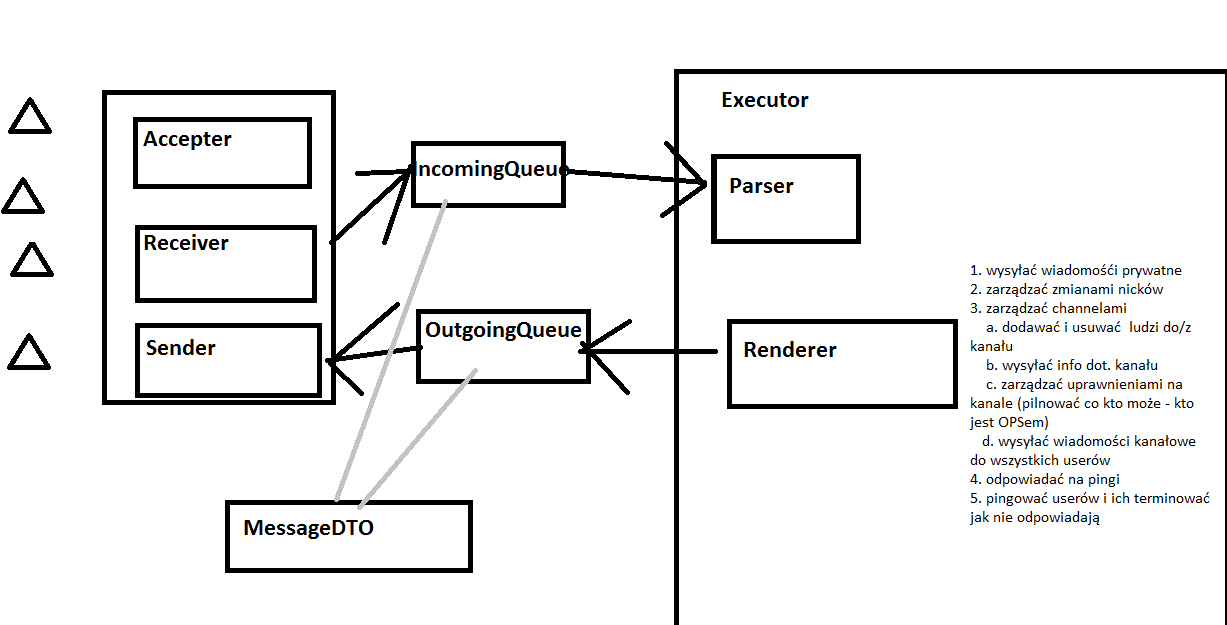 Executor
Accepter
IncomingQueue
Parser
Receiver
1. wysyłać wiadomośći prywatne
2. zarządzać zmianami nicków
3. zarządzać channelami
a. dodawać i usuwać ludzi do/z
kanału
b. wysyłać info dot. kanału
c. zarządzać uprawnieniami na
kanale (pilnować co kto może - kto
jest OPSem)
d. wysyłać wiadomości kanałowe
do wszystkich userów
4. odpowiadać na pingi
5. pingować userów i ich terminować
jak nie odpowiadają
OutgoingQueue
Sender
Renderer
MessageDTO